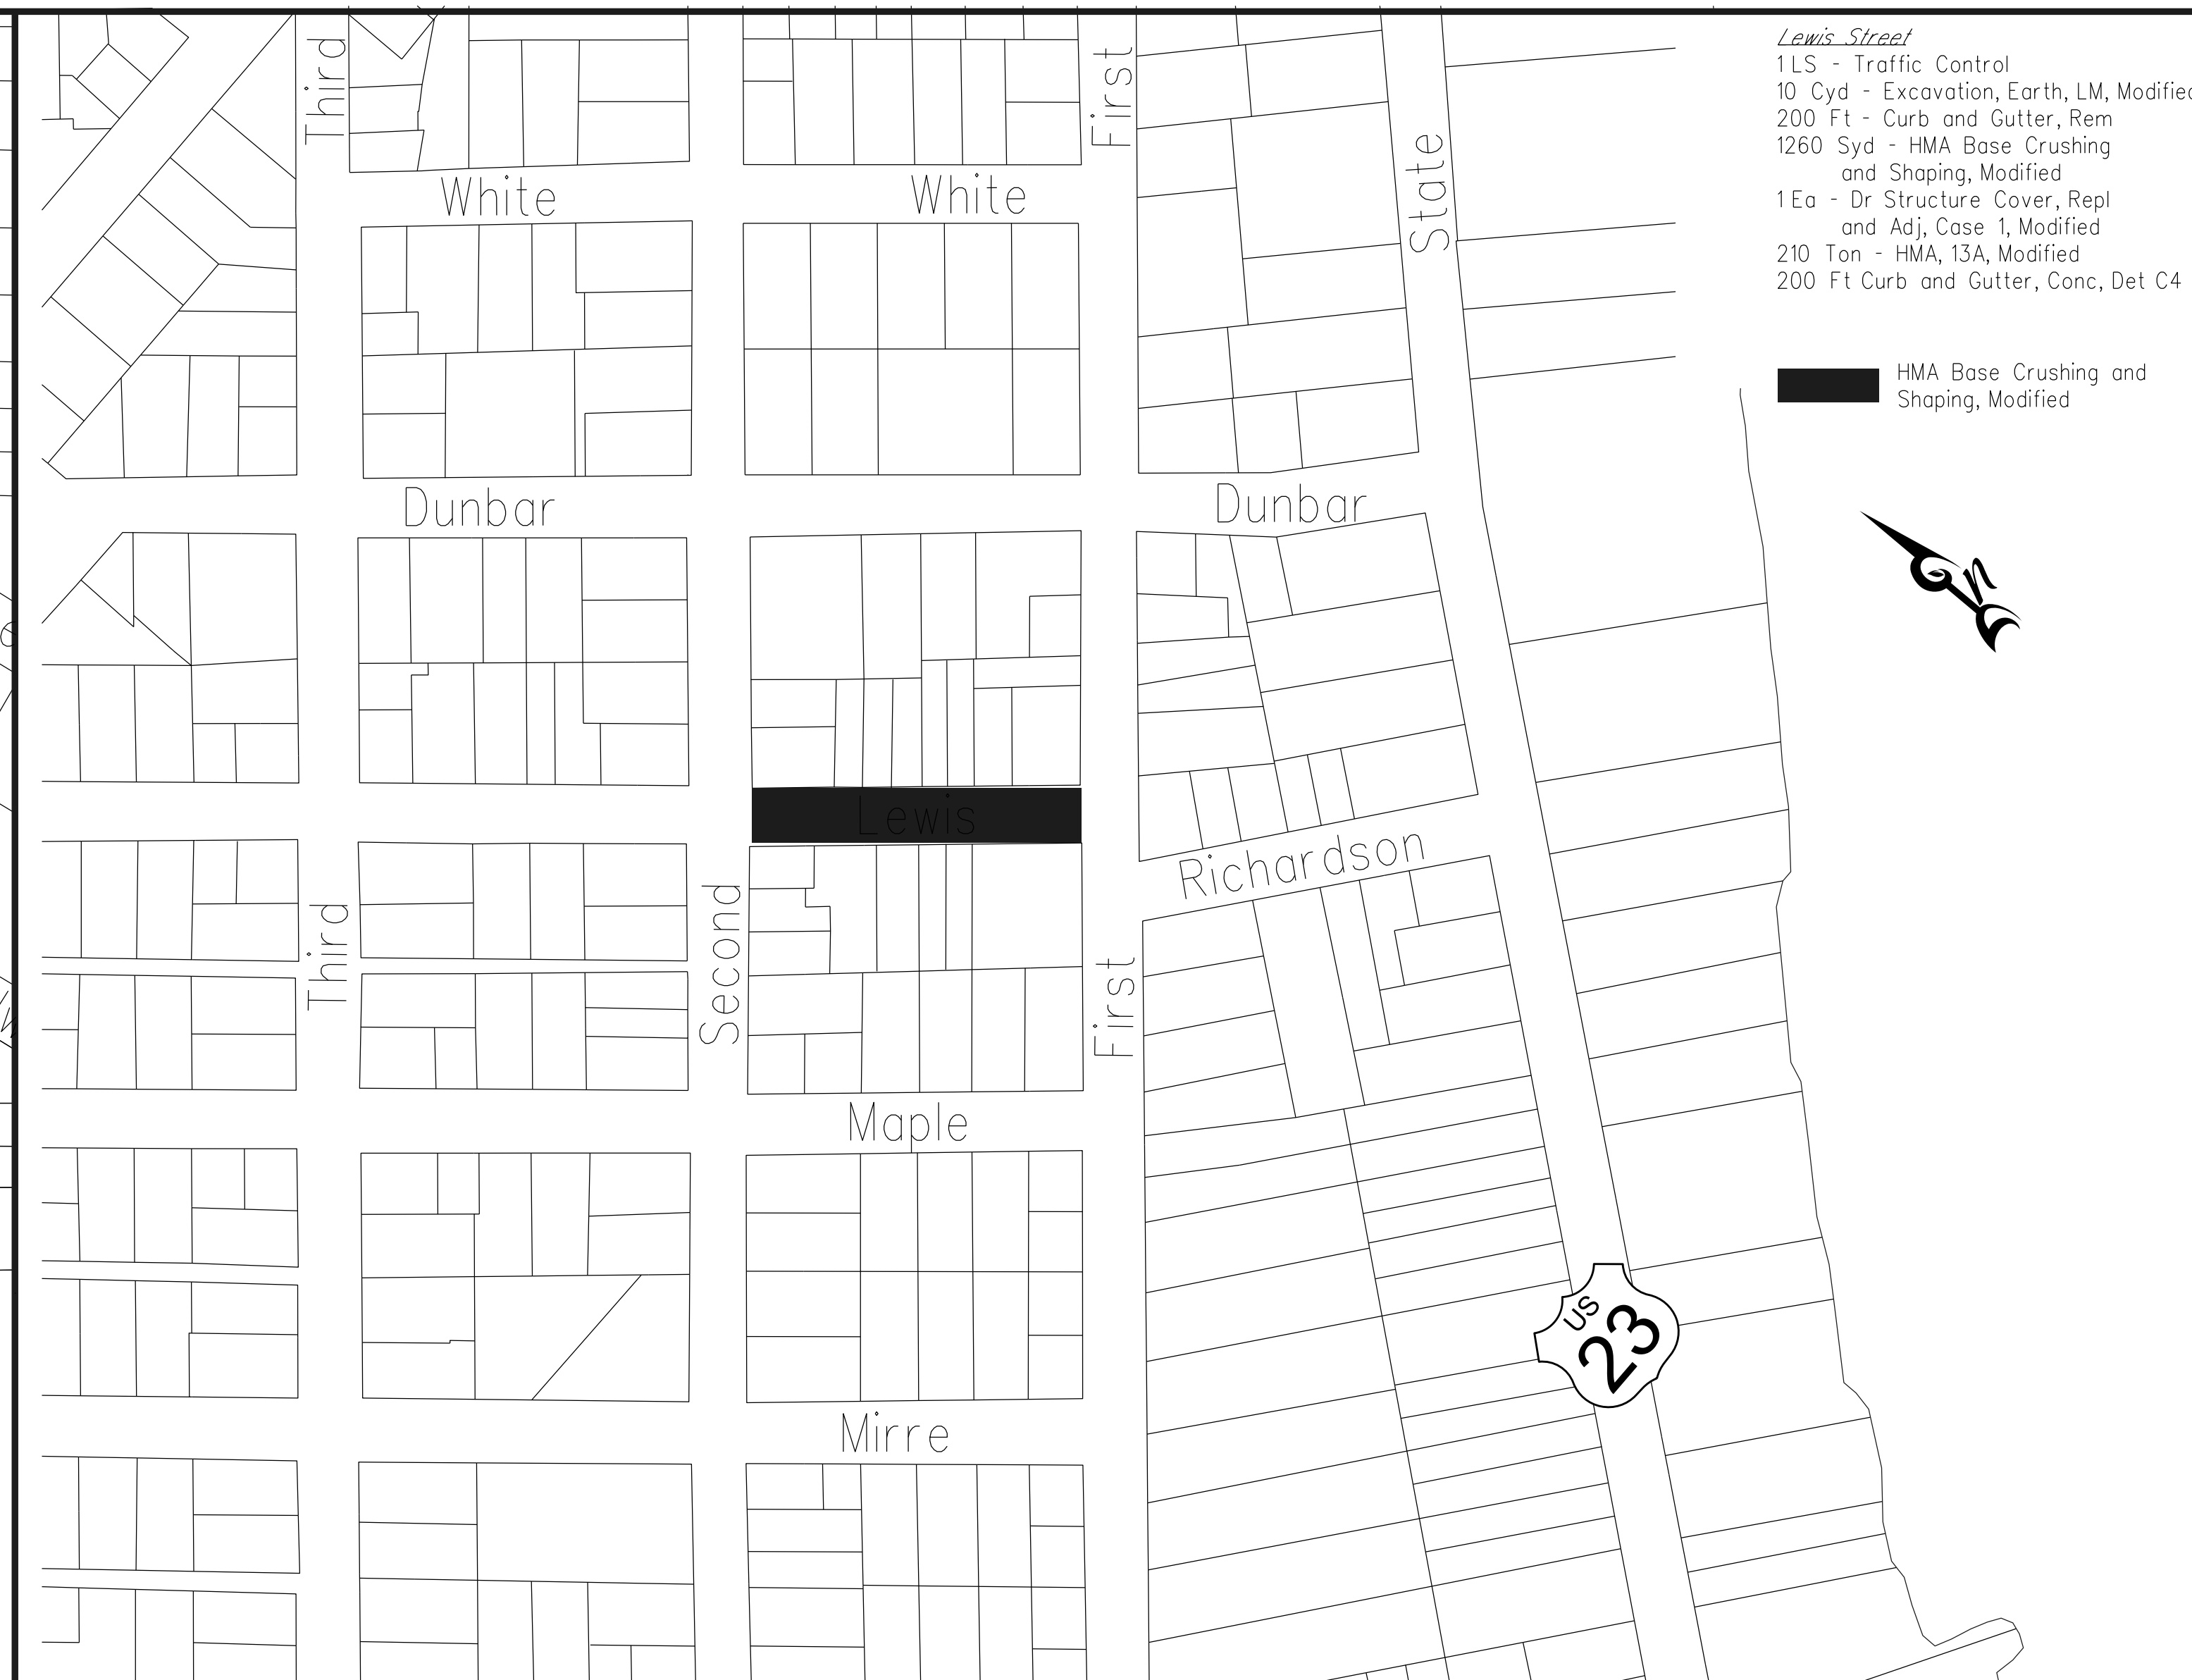 Lewis Street
1 LS - Traffic Control
10 Cyd - Excavation, Earth, LM, Modified
200 Ft - Curb and Gutter, Rem
1260 Syd - HMA Base Crushing
and Shaping, Modified
1 Ea - Dr Structure Cover, Repl
and Adj, Case 1, Modified
210 Ton - HMA, 13A, Modified
200 Ft Curb and Gutter, Conc, Det C4
HMA Base Crushing and
Shaping, Modified
n
Third
First
State
White
White
Dunbar
Dunbar
Lewis
Richardson
Third
Second
First
Maple
Mirre
US
23